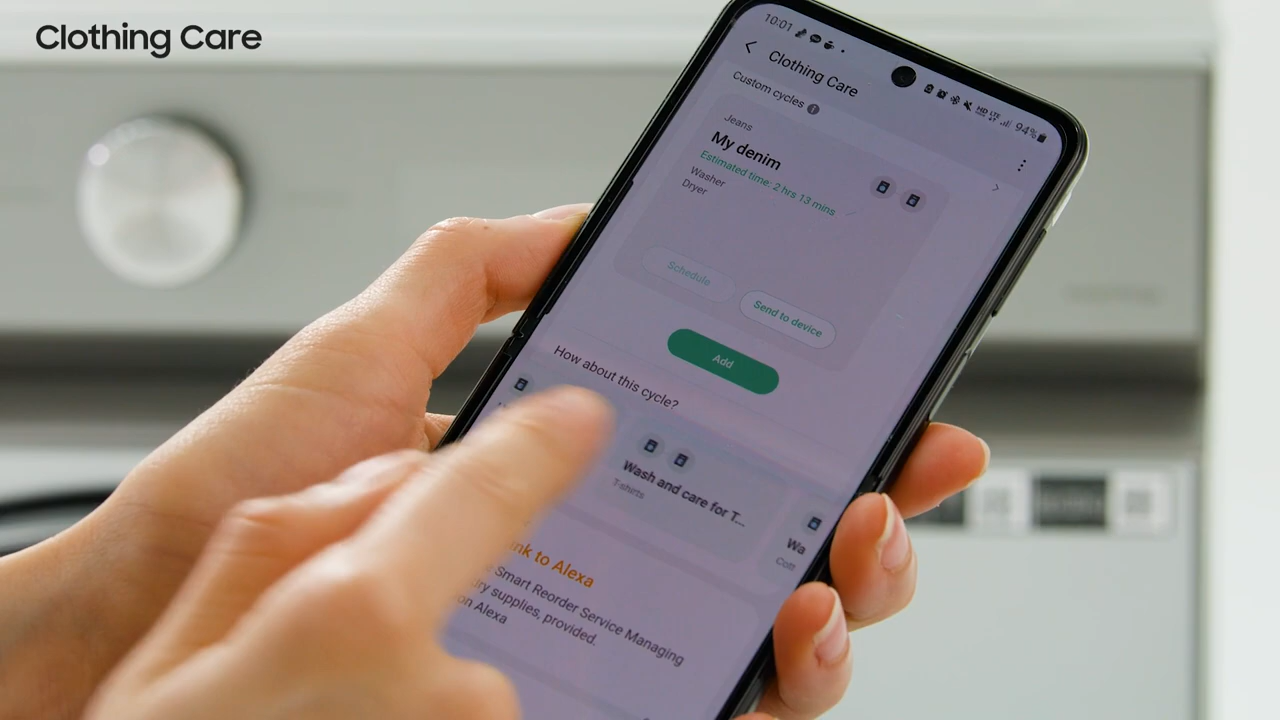 Clothing Care
10:01
94%
Clothing Care
Custom cycles
Jeans
My denim
Estimated time: 2 hrs 13 mins
Washer
Dryer
Schedule
Send to device
Add
How about this cycle?
Wash and care for T...
T-shirts
Wa
Cott
nk to Alexa
Smart Reorder Service Managing
ry supplies, provided.
on Alexa